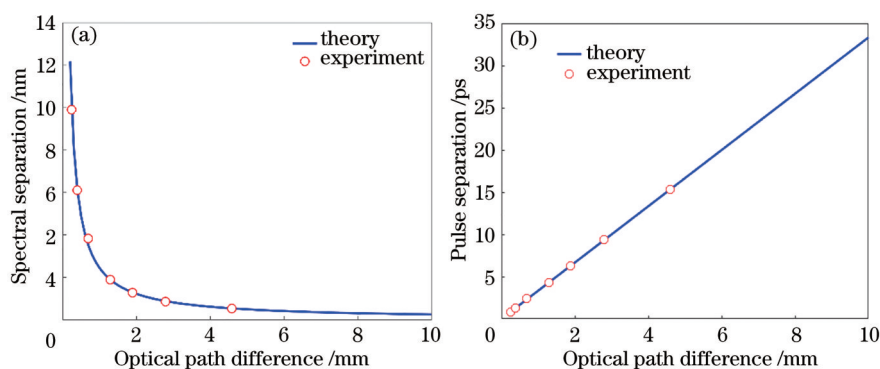 (a)
theory
experiment
14
12
10
8
6
2
4
0
2
4
6
8
10
Spectral separation /nm
Optical path difference /mm
(b)
theory
experiment
35
30
25
20
15
10
5
0
2
4
6
8
10
Pulse separation /ps
Optical path difference /mm